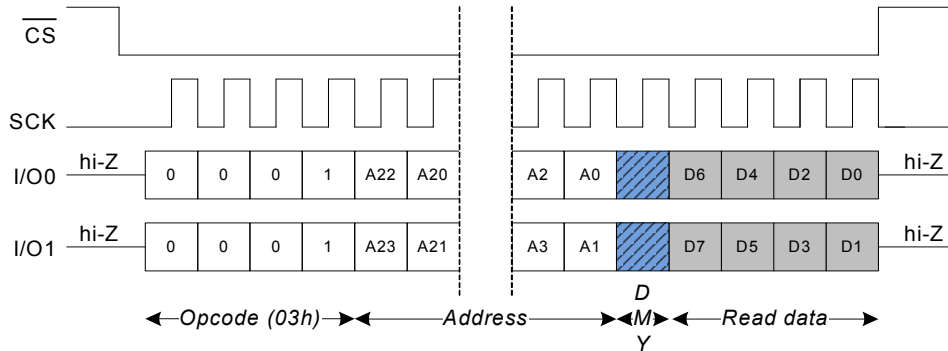 CS
SCK
I/O0 hi-Z 0 0 0 1 A22 A20 A2 A0 D6 D4 D2 D0 hi-Z
I/O1 hi-Z 0 0 0 1 A23 A21 A3 A1 D7 D5 D3 D1 hi-Z
Opcode (03h) Address D M Y Read data